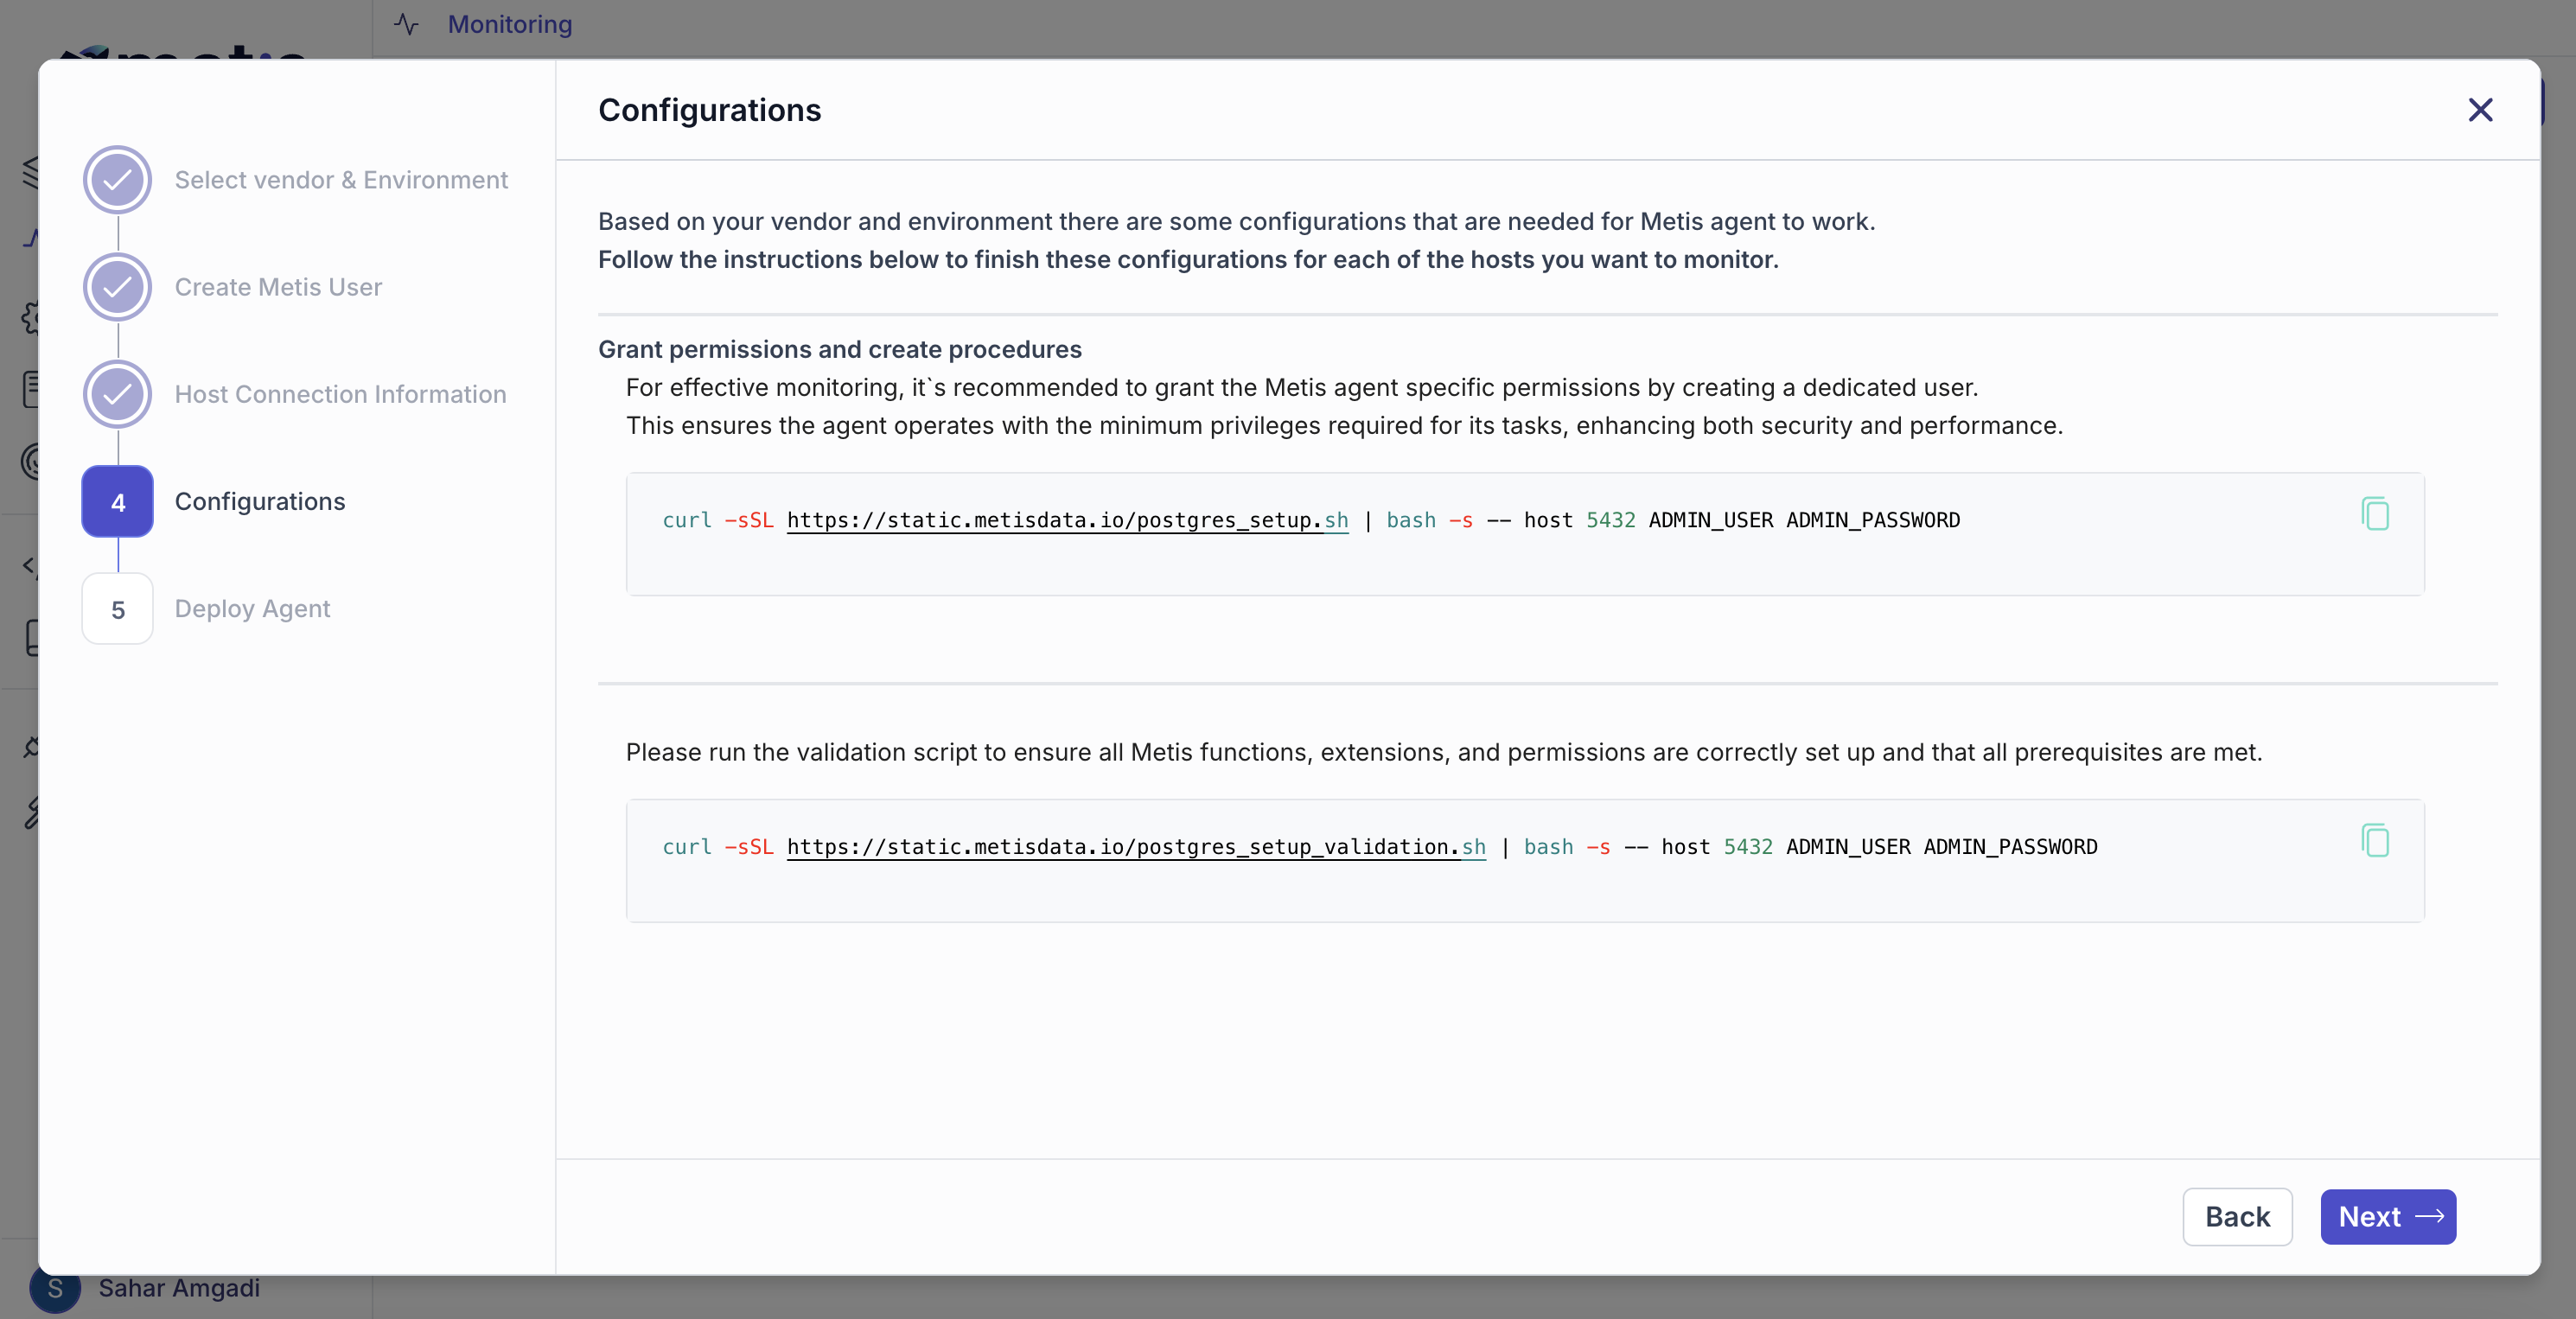 Monitoring
Configurations
Select vendor & Environment
Create Metis User
Host Connection Information
4
Configurations
5
Deploy Agent
Based on your vendor and environment there are some configurations that are needed for Metis agent to work.
Follow the instructions below to finish these configurations for each of the hosts you want to monitor.
Grant permissions and create procedures
For effective monitoring, it`s recommended to grant the Metis agent specific permissions by creating a dedicated user.
This ensures the agent operates with the minimum privileges required for its tasks, enhancing both security and performance.
curl -sSL https://static.metisdata.io/postgres_setup.sh | bash -s -- host 5432 ADMIN_USER ADMIN_PASSWORD
Please run the validation script to ensure all Metis functions, extensions, and permissions are correctly set up and that all prerequisites are met.
curl -sSL https://static.metisdata.io/postgres_setup_validation.sh | bash -s -- host 5432 ADMIN_USER ADMIN_PASSWORD
Back
Next
S
Sahar Amgadi